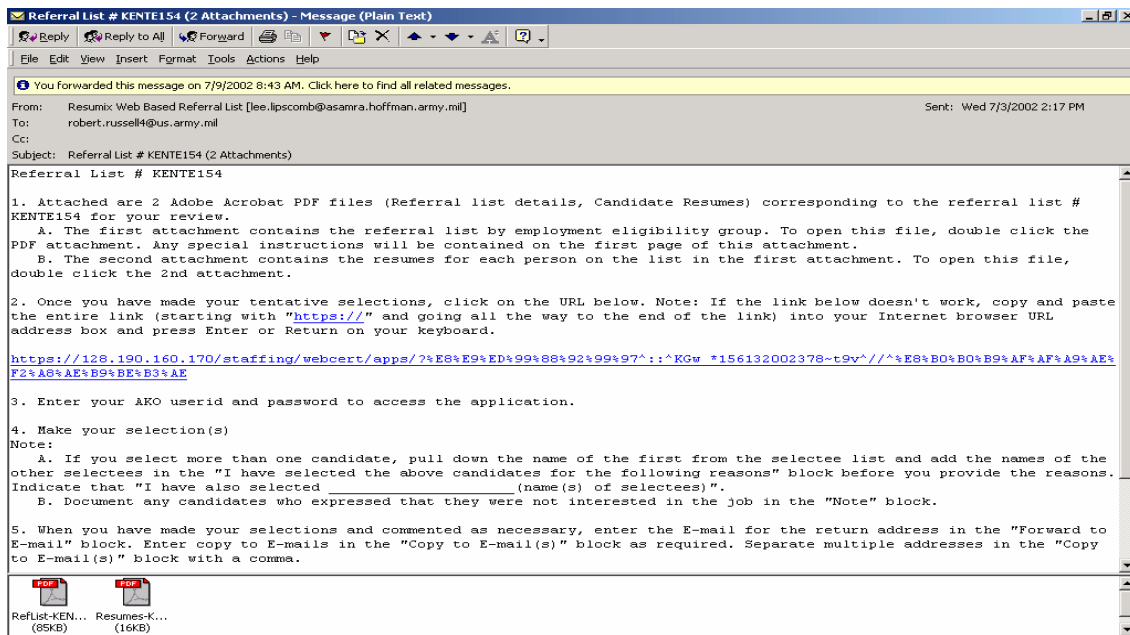 Referral List # KENTE154 (2 Attachments) - Message (Plain Text)
Reply Reply to All Forward
File Edit View Insert Format Tools Actions Help
You forwarded this message on 7/9/2002 8:43 AM. Click here to find all related messages.
From: Resumix Web Based Referral List [lee.lipscomb@asamra.hoffman.army.mil] Sent: Wed 7/3/2002 2:17 PM
To: robert.russell4@us.army.mil
Cc:
Subject: Referral List # KENTE154 (2 Attachments)
Referral List # KENTE154
1. Attached are 2 Adobe Acrobat PDF files (Referral list details, Candidate Resumes) corresponding to the referral list #
KENTE154 for your review.
A. The first attachment contains the referral list by employment eligibility group. To open this file, double click the
PDF attachment. Any special instructions will be contained on the first page of this attachment.
B. The second attachment contains the resumes for each person on the list in the first attachment. To open this file,
double click the 2nd attachment.
2. Once you have made your tentative selections, click on the URL below. Note: If the link below doesn't work, copy and paste
the entire link (starting with "https://" and going all the way to the end of the link) into your Internet browser URL
address box and press Enter or Return on your keyboard.
https://128.190.160.170/staffing/webcert/apps/?%E8%E9%ED%99%88%92%99%97^::^KGw *156132002378~t9v^//^%E8%B0%B0%B9%AF%AF%A9%AE%
F2%A8%AE%B9%BE%B3%AE
3. Enter your AKO userid and password to access the application.
4. Make your selection(s)
Note:
A. If you select more than one candidate, pull down the name of the first from the selectee list and add the names of the
other selectees in the "I have selected the above candidates for the following reasons" block before you provide the reasons.
Indicate that "I have also selected ____________________(name(s) of selectees)".
B. Document any candidates who expressed that they were not interested in the job in the "Note" block.
5. When you have made your selections and commented as necessary, enter the E-mail for the return address in the "Forward to
E-mail" block. Enter copy to E-mails in the "Copy to E-mail(s)" block as required. Separate multiple addresses in the "Copy
to E-mail(s)" block with a comma.
PDF PDF
RefList-KEN... Resumes-K...
(85KB) (16KB)